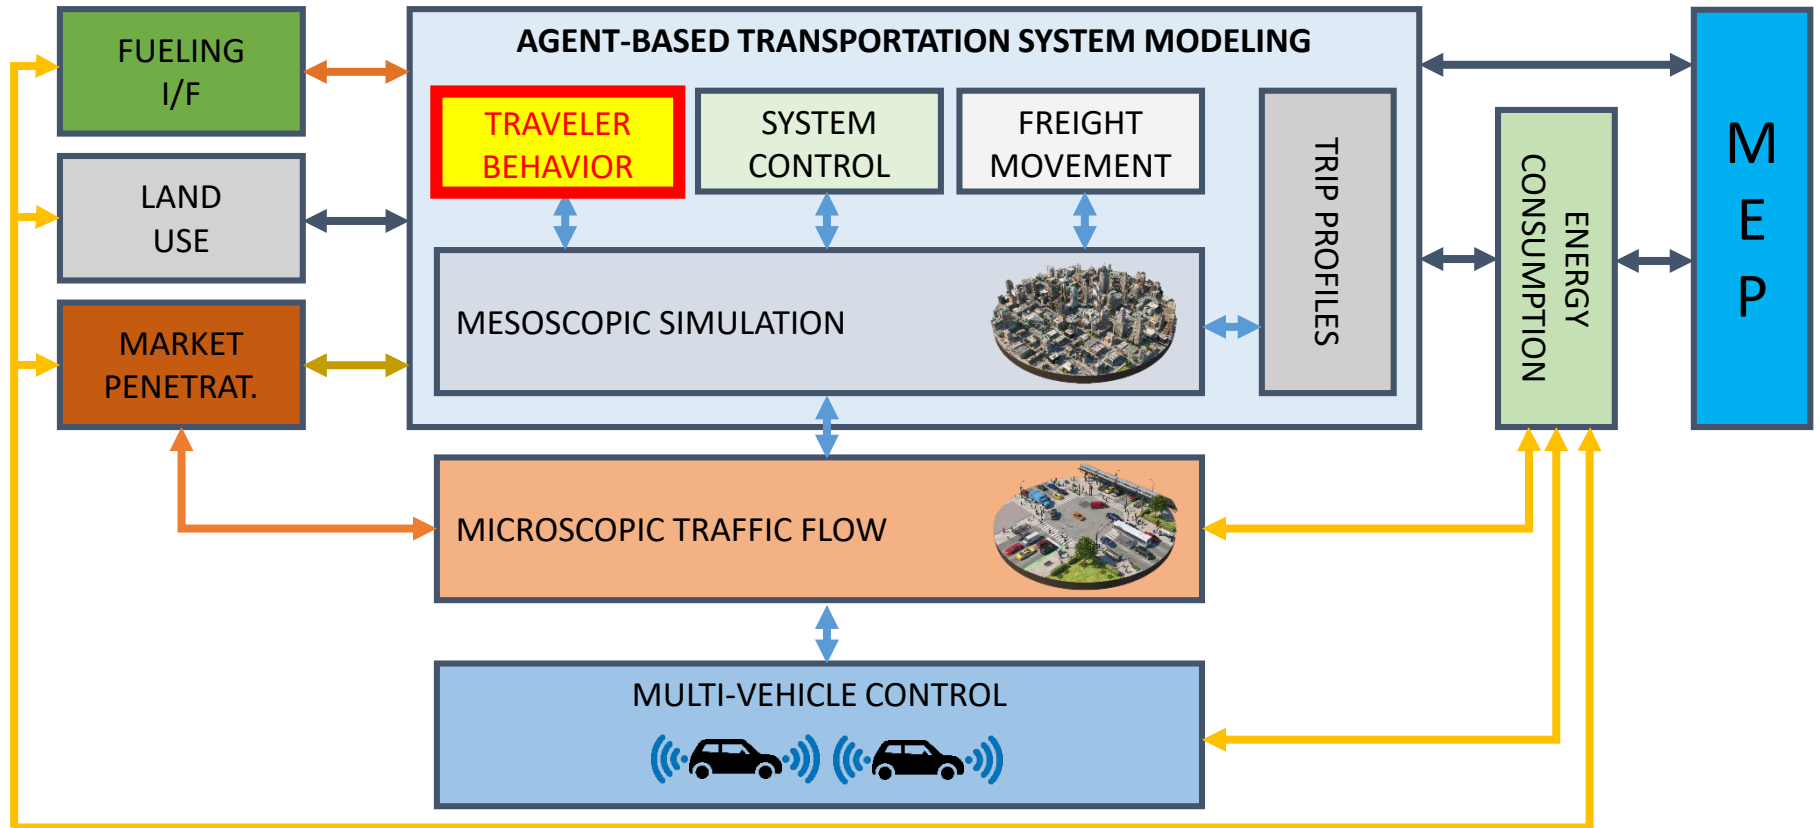 FUELING
I/F
LAND
USE
MARKET
PENETRAT.
AGENT-BASED TRANSPORTATION SYSTEM MODELING
TRAVELER
BEHAVIOR
SYSTEM
CONTROL
FREIGHT
MOVEMENT
TRIP PROFILES
MESOSCOPIC SIMULATION
MICROSCOPIC TRAFFIC FLOW
MULTI-VEHICLE CONTROL
ENERGY
CONSUMPTION
M
E
P